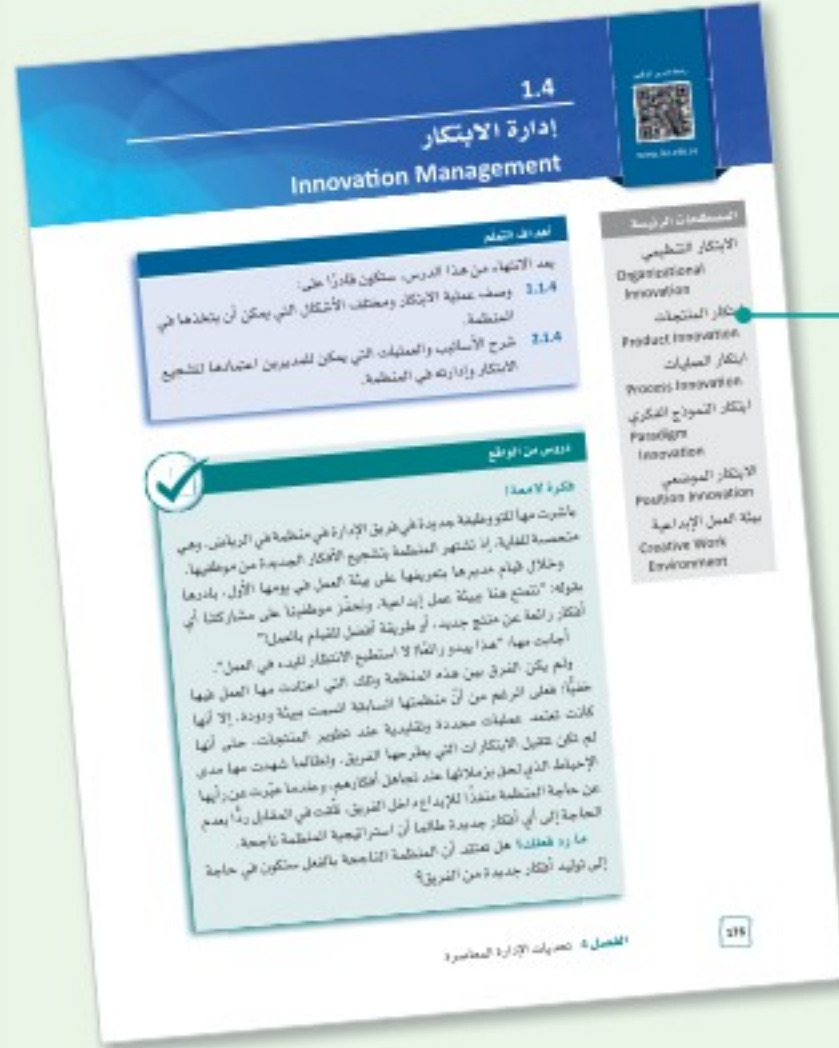 1.4
إدارة الابتكار
Innovation Management
المصطلحات الرئيسة
الابتكار التنظيمي
Organizational
Innovation
ابتكار المنتجات
Product Innovation
ابتكار العمليات
Process Innovation
ابتكار النموذج الفكري
Paradigm
Innovation
الابتكار الموضعي
Position Innovation
بيئة العمل الإبداعية
Creative Work
Environment
أهداف التعلم
بعد الانتهاء من هذا الدرس، ستكون قادرًا على:
1.1.4 وصف عملية الابتكار ومختلف الأشكال التي يمكن أن يتخذها في
المنظمة.
2.1.4 شرح الأساليب والعمليات التي يمكن للمديرين اعتمادها لتشجيع
الابتكار وإدارته في المنظمة.
دروس من الواقع
فكرة لامعة!
باشرت مها للتو وظيفة جديدة في فريق الإدارة في منظمة في الرياض. وهي
متحمسة للغاية، إذ تشتهر المنظمة بتشجيع الأفكار الجديدة من موظفيها.
وخلال قيام مديرها بتعريفها على بيئة العمل في يومها الأول، بادرها
بقوله: "نتمتع هنا ببيئة عمل إبداعية، ونحفّز موظفينا على مشاركتنا أي
أفكار رائعة عن منتج جديد، أو طريقة أفضل للقيام بالعمل!"
أجابت مها: "هذا يبدو رائعًا! لا أستطيع الانتظار للبدء في العمل".
ولم يكن الفرق بين هذه المنظمة وتلك التي اعتادت مها العمل فيها
خفيًّا؛ فعلى الرغم من أنّ منظمتها السابقة اتسمت ببيئة ودودة، إلا أنها
كانت تعتمد عمليات محددة وتقليدية عند تطوير المنتجات، حتى أنها
لم تكن تتقبل الابتكارات التي يطرحها الفريق. ولطالما شهدت مها مدى
الإحباط الذي لحق بزملائها عند تجاهل أفكارهم، وعندما عبّرت عن رأيها
عن حاجة المنظمة منفذًا للإبداع داخل الفريق، تلقّت في المقابل ردًّا بعدم
الحاجة إلى أي أفكار جديدة طالما أن استراتيجية المنظمة ناجحة.
ما رد فعلك؟ هل تعتقد أن المنظمة الناجحة بالفعل ستكون في حاجة
إلى توليد أفكار جديدة من الفريق؟
الفصل 4 تحديات الإدارة المعاصرة